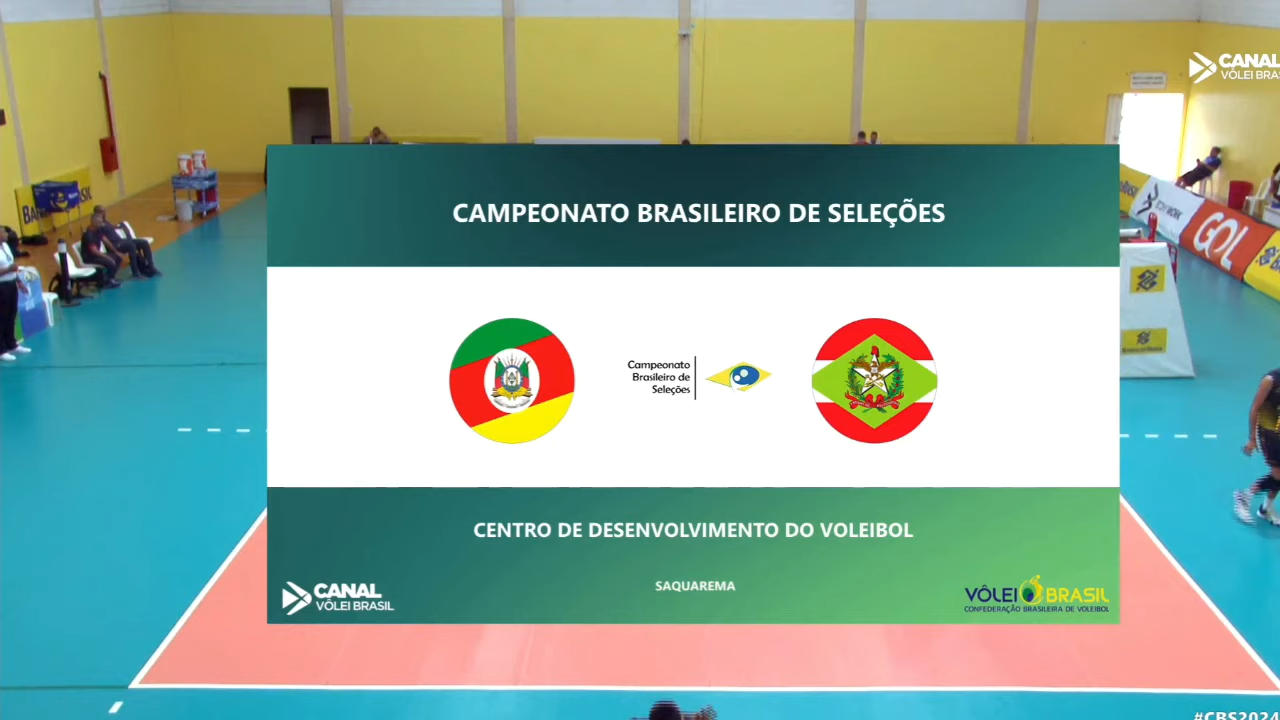 CANAL
VÔLEI BRAS
CAMPEONATO BRASILEIRO DE SELEÇÕES
GOL
Campeonato
Brasileiro de
Seleções
CENTRO DE DESENVOLVIMENTO DO VOLEIBOL
SAQUAREMA
CANAL
VÔLEI BRASIL
VÔLEI BRASIL
CONFEDERAÇÃO BRASILEIRA DE VOLEIBOL
#CBS2024